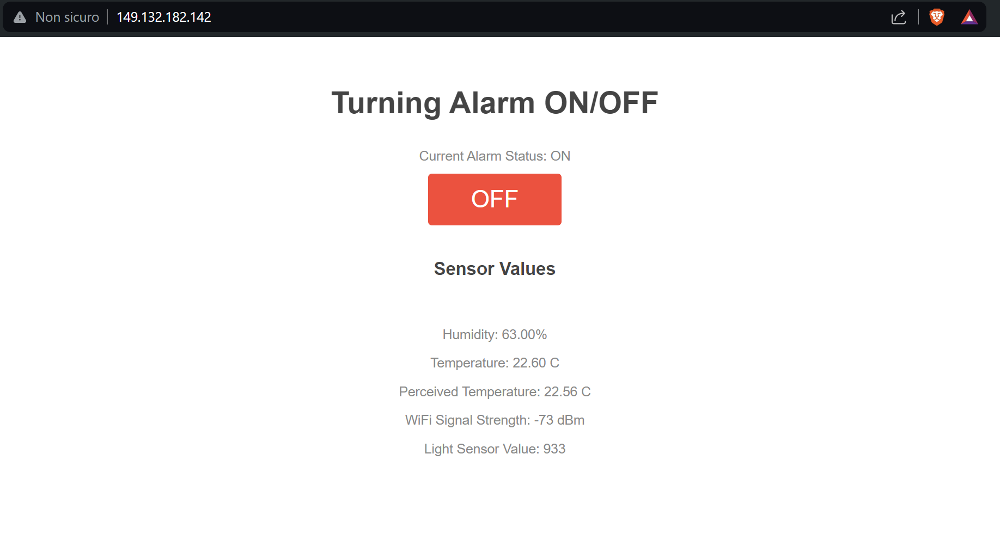 Non sicuro 149.132.182.142
Turning Alarm ON/OFF
Current Alarm Status: ON
OFF
Sensor Values
Humidity: 63.00%
Temperature: 22.60 C
Perceived Temperature: 22.56 C
WiFi Signal Strength: -73 dBm
Light Sensor Value: 933